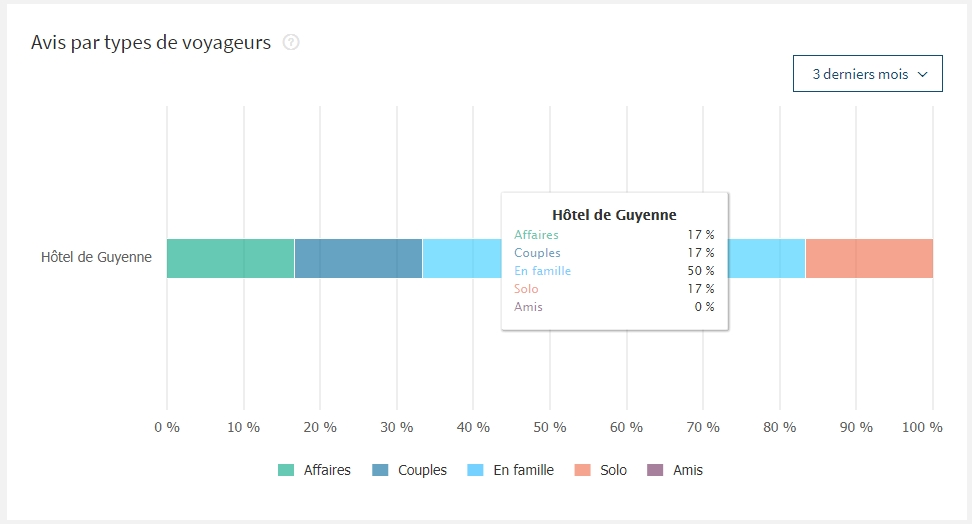 Avis par types de voyageurs ?
3 derniers mois
Hôtel de Guyenne
Hôtel de Guyenne
Affaires 17 %
Couples 17 %
En famille 50 %
Solo 17 %
Amis 0 %
0 % 10 % 20 % 30 % 40 % 50 % 60 % 70 % 80 % 90 % 100 %
Affaires Couples En famille Solo Amis